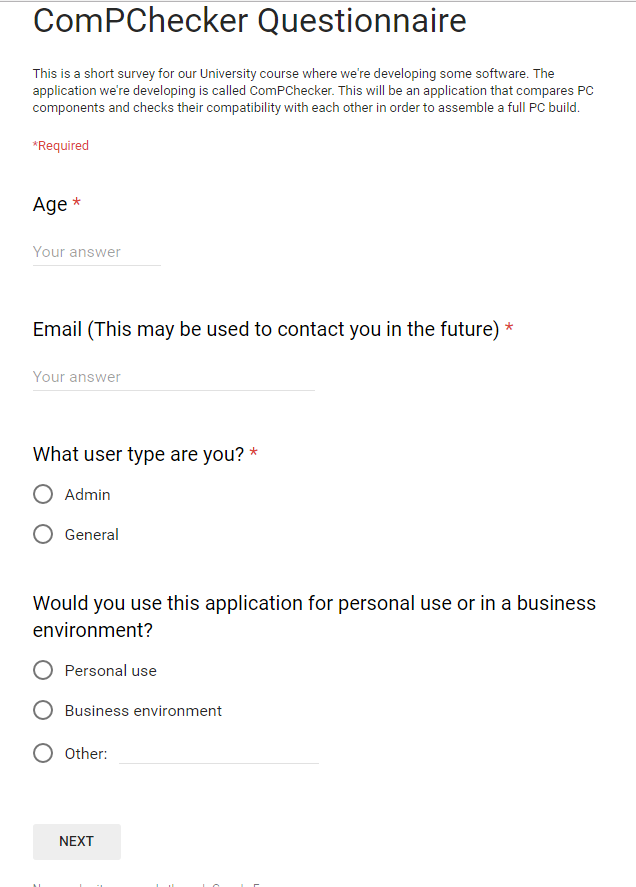 ComPChecker Questionnaire
This is a short survey for our University course where we're developing some software. The
application we're developing is called ComPChecker. This will be an application that compares PC
components and checks their compatibility with each other in order to assemble a full PC build.
*Required
Age *
Your answer
Email (This may be used to contact you in the future) *
Your answer
What user type are you? *
Admin
General
Would you use this application for personal use or in a business
environment?
Personal use
Business environment
Other:
NEXT